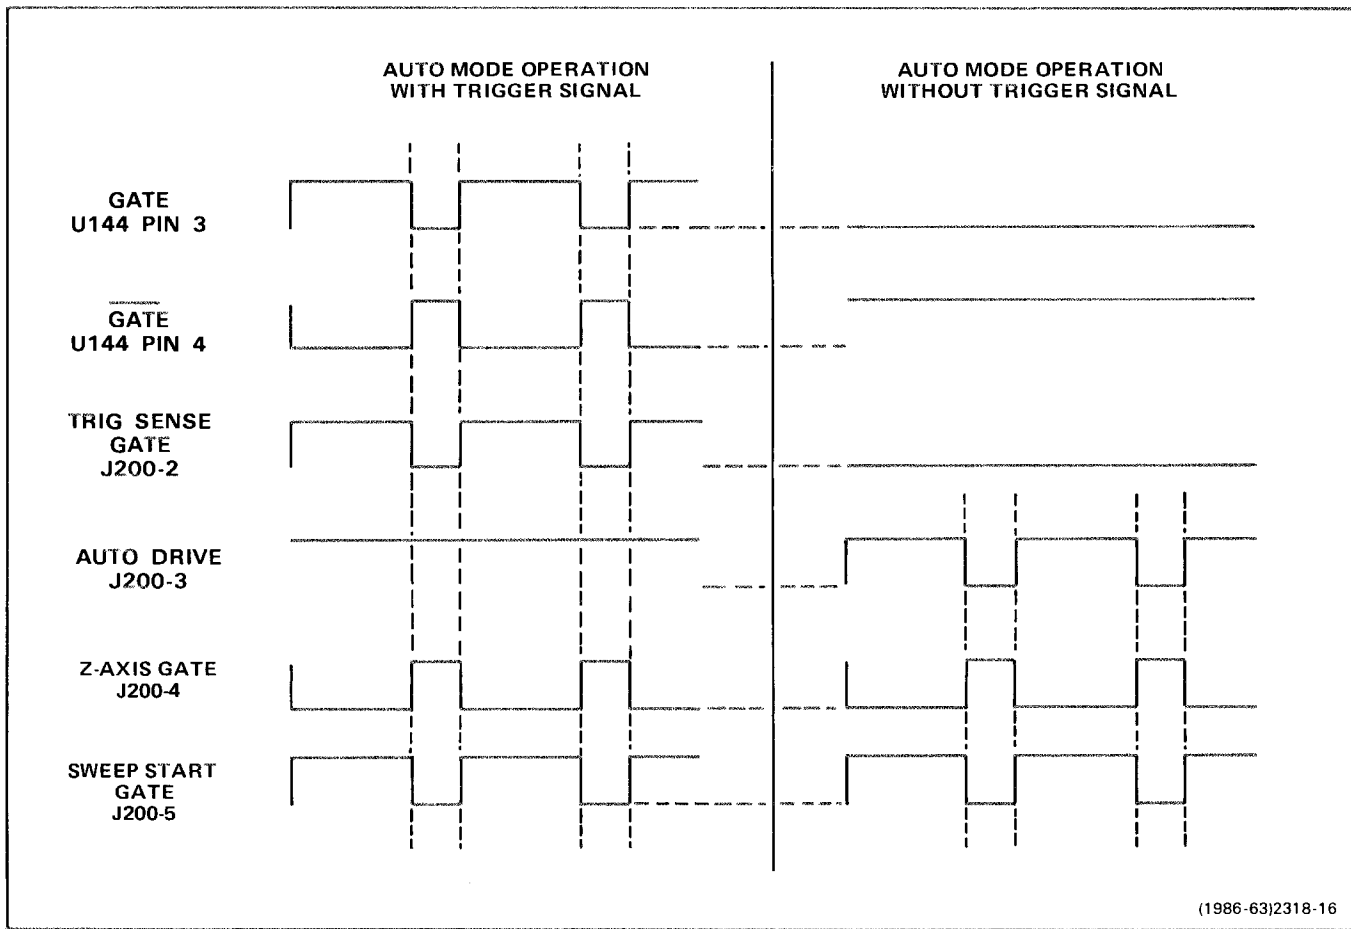 AUTO MODE OPERATION
WITH TRIGGER SIGNAL
AUTO MODE OPERATION
WITHOUT TRIGGER SIGNAL
GATE
U144 PIN 3
GATE
U144 PIN 4
TRIG SENSE
GATE
J200-2
AUTO DRIVE
J200-3
Z-AXIS GATE
J200-4
SWEEP START
GATE
J200-5
(1986-63)2318-16